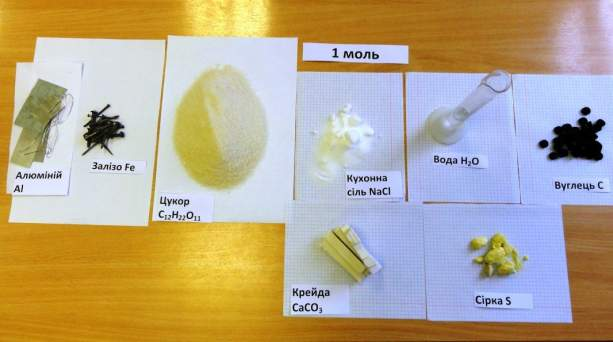 1 моль
Алюміній
Al
Залізо Fe
Цукор
C₁₂H₂₂O₁₁
Кухонна
сіль NaCl
Вода H₂O
Вуглець C
Крейда
CaCO₃
Сірка S